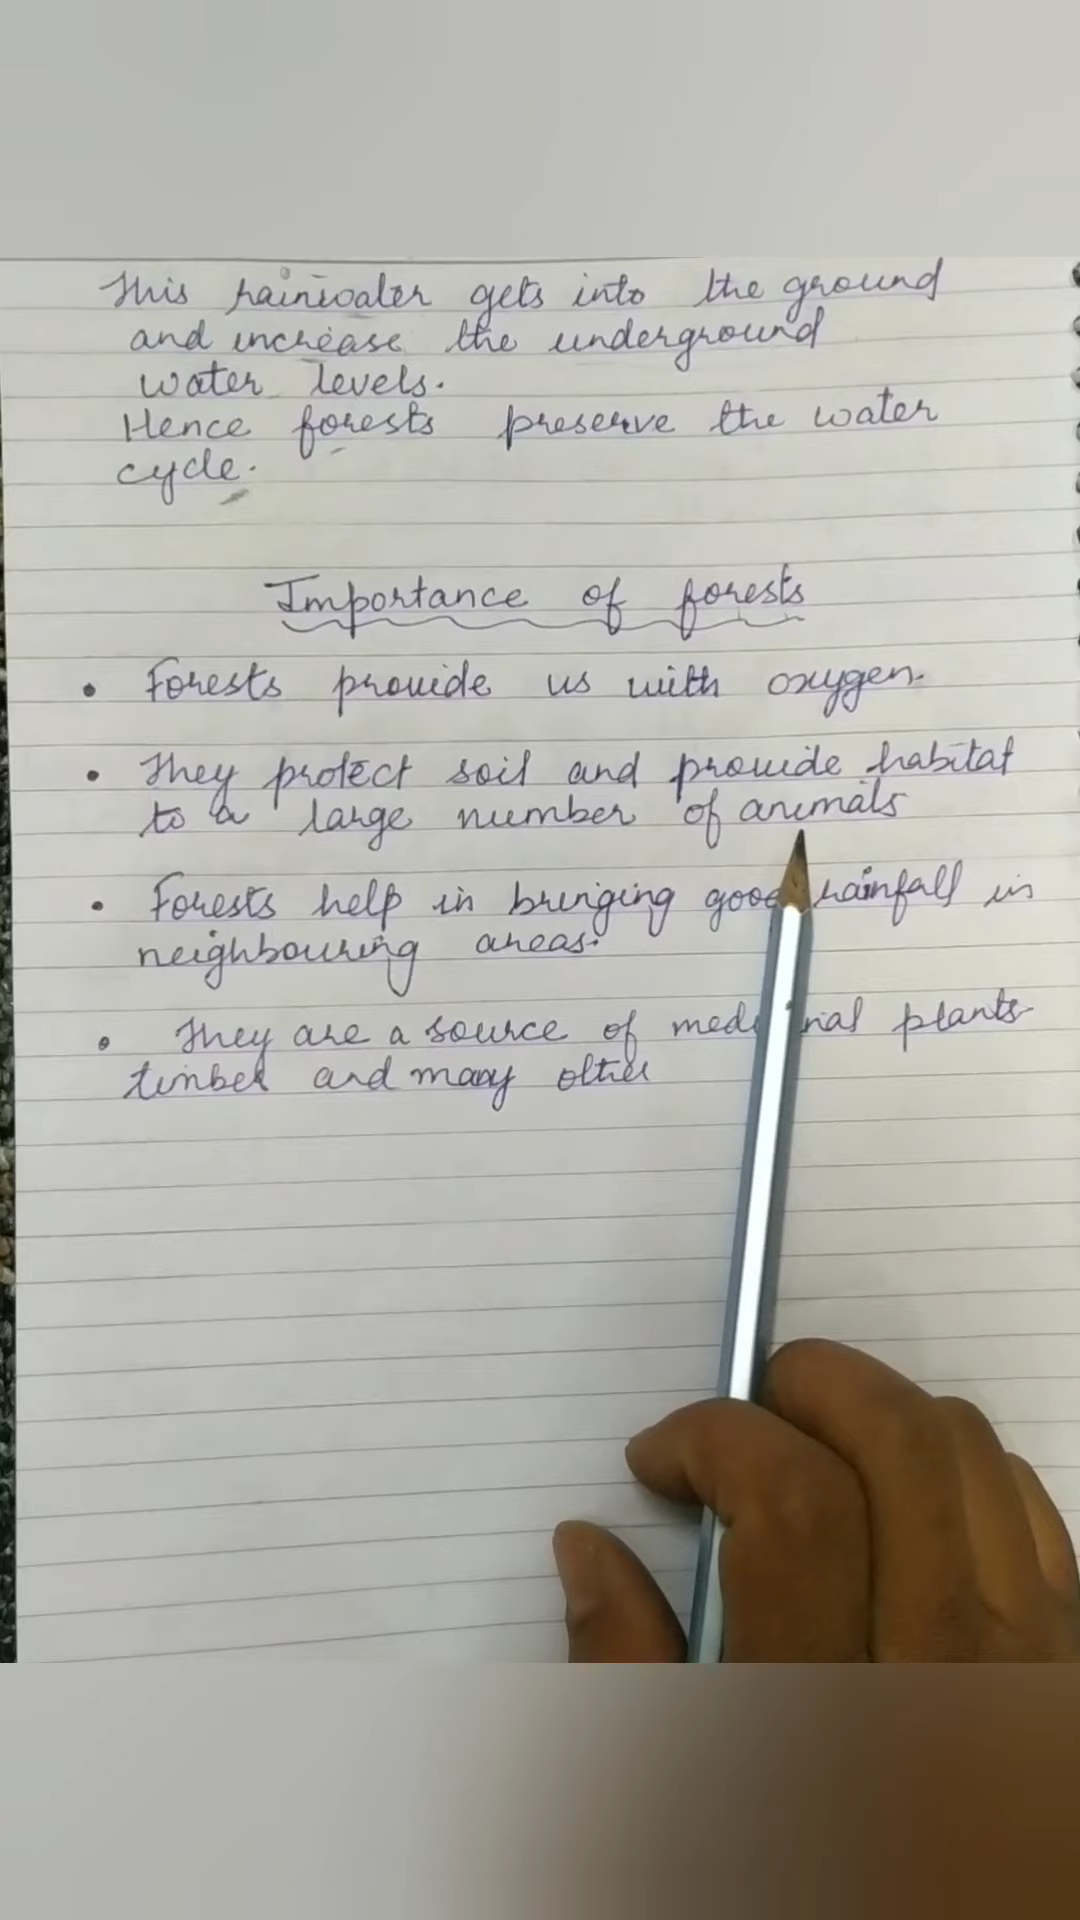 This rainwater gets into the ground
and increase the underground
water levels.
Hence forests preserve the water
cycle.
Importance of forests
• Forests provide us with oxygen.
• They protect soil and provide habitat
to a large number of animals
• Forests help in bringing good rainfall in
neighbouring areas.
• They are a source of medicinal plants
timber and many other